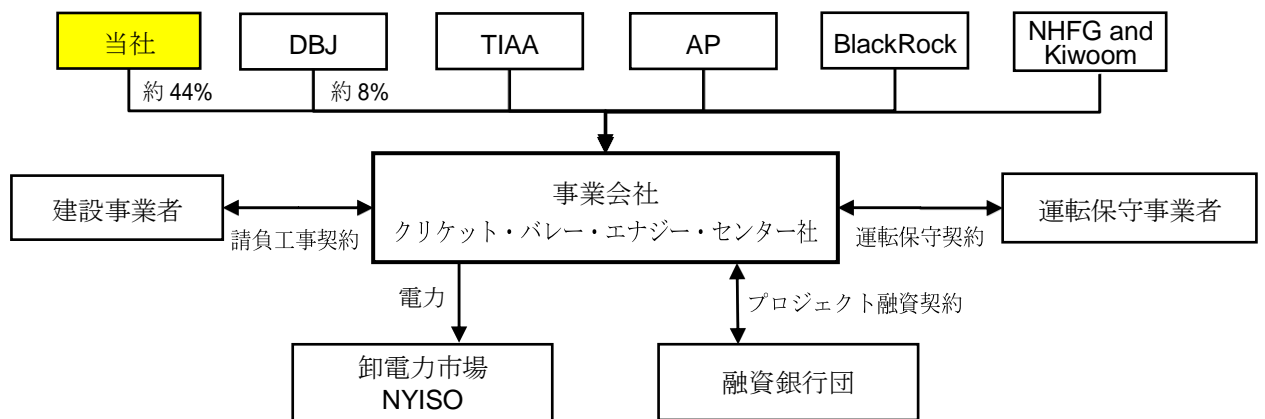 当社
DBJ
TIAA
AP
BlackRock
NHFG and
Kiwoom
約 44%
約 8%
建設事業者
請負工事契約
事業会社
クリケット・バレー・エナジー・センター社
運転保守契約
運転保守事業者
電力
プロジェクト融資契約
卸電力市場
NYISO
融資銀行団